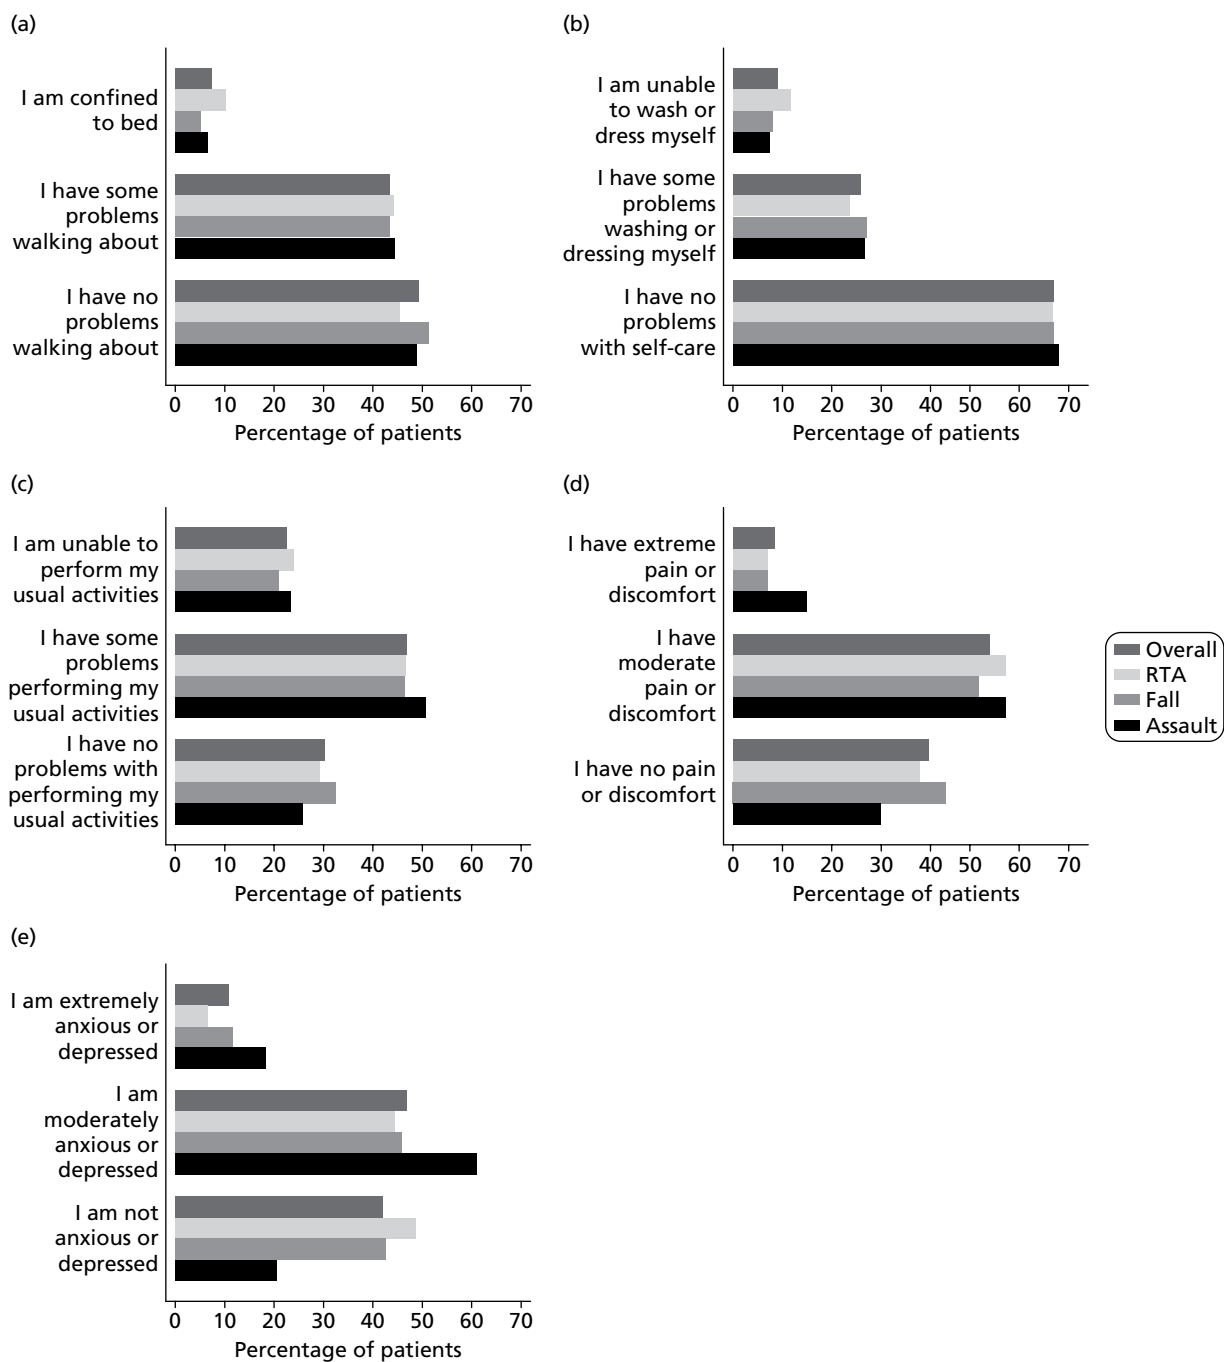 (a)
I am confined
to bed
I have some
problems
walking about
I have no
problems
walking about
0 10 20 30 40 50 60 70
Percentage of patients
(b)
I am unable
to wash or
dress myself
I have some
problems
washing or
dressing myself
I have no
problems
with self-care
0 10 20 30 40 50 60 70
Percentage of patients
(c)
I am unable to
perform my
usual activities
I have some
problems
performing my
usual activities
I have no
problems with
performing my
usual activities
0 10 20 30 40 50 60 70
Percentage of patients
(d)
I have extreme
pain or
discomfort
I have
moderate
pain or
discomfort
I have no pain
or discomfort
0 10 20 30 40 50 60 70
Percentage of patients
Overall
RTA
Fall
Assault
(e)
I am extremely
anxious or
depressed
I am
moderately
anxious or
depressed
I am not
anxious or
depressed
0 10 20 30 40 50 60 70
Percentage of patients